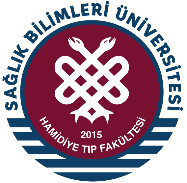 SAĞLIK BİLİMLERİ ÜNİVERSİTESİ
2015
HAMİDİYE TIP FAKÜLTESİ